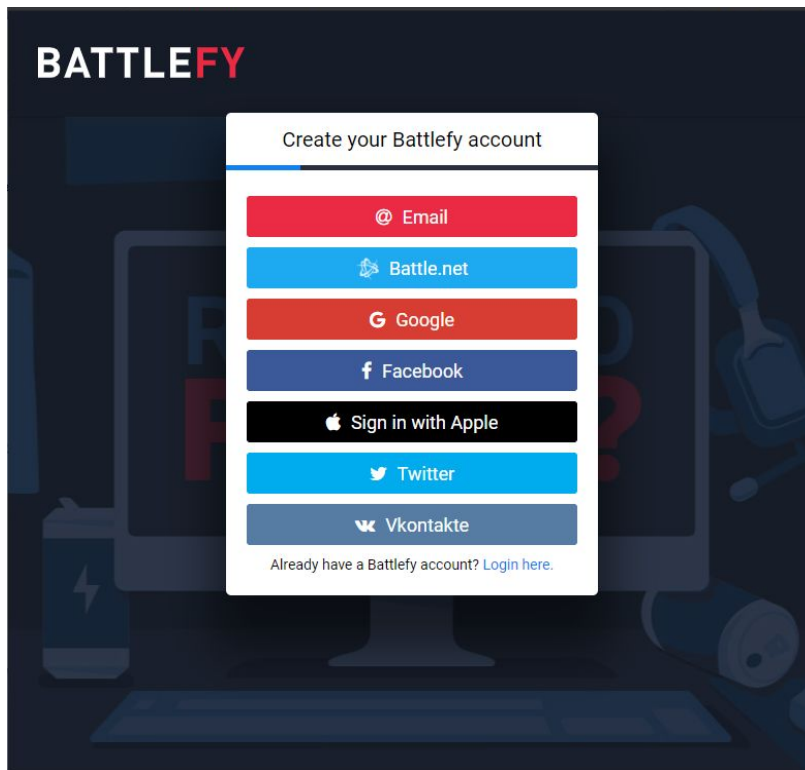 BATTLEFY
Create your Battlefy account
@ Email
Battle.net
G Google
f Facebook
Sign in with Apple
Twitter
Vkontakte
Already have a Battlefy account? Login here.